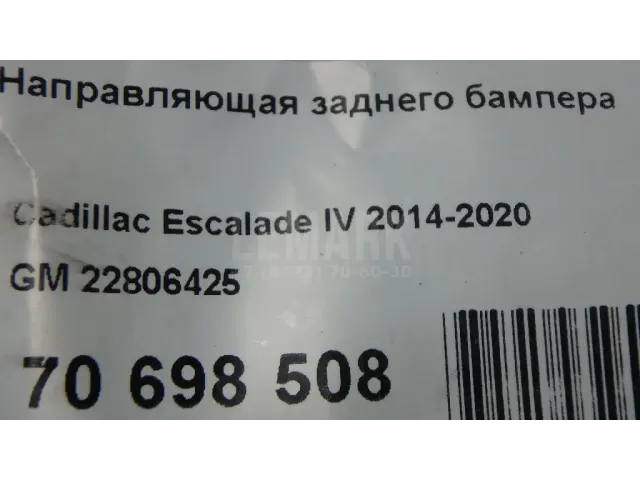 Направляющая заднего бампера
Cadillac Escalade IV 2014-2020
GM 22806425
70 698 508